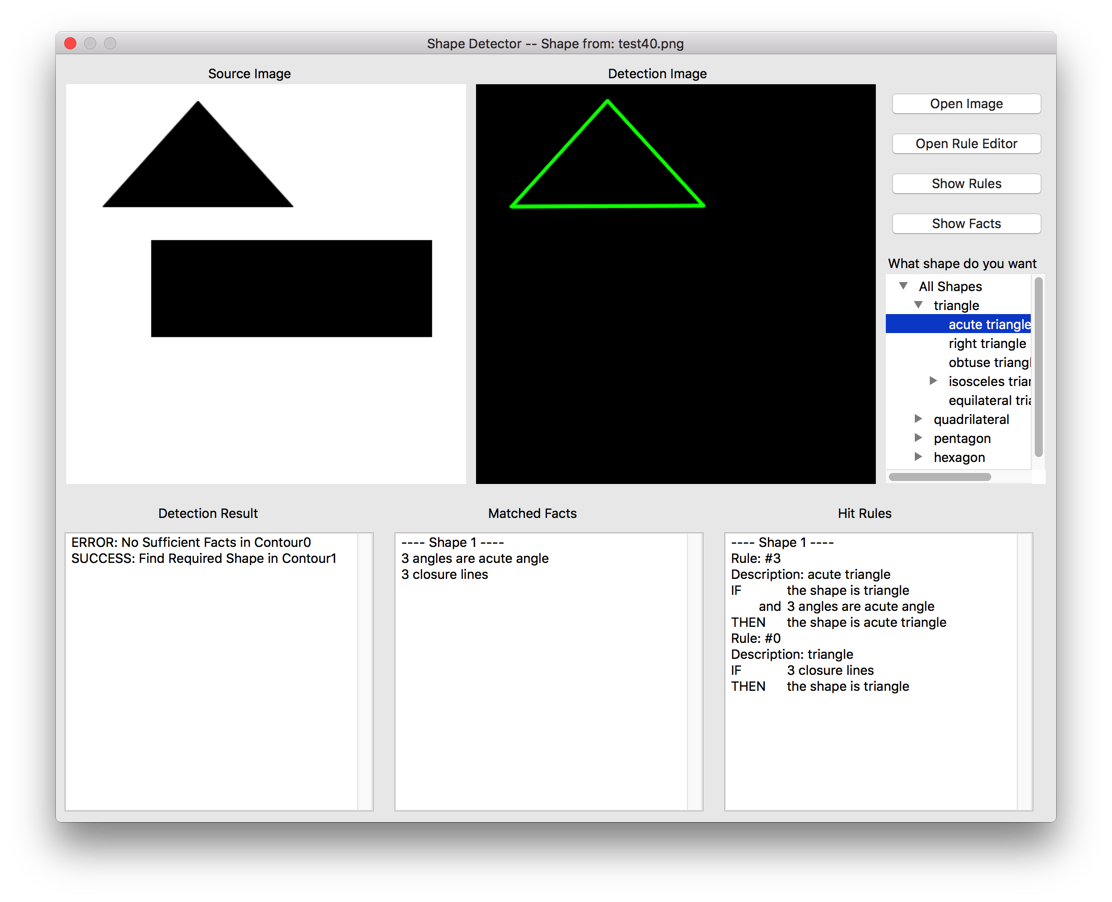 Shape Detector -- Shape from: test40.png
Source Image
Detection Image
Open Image
Open Rule Editor
Show Rules
Show Facts
What shape do you want
All Shapes
triangle
acute triangle
right triangle
obtuse triangl
isosceles trian
equilateral tria
quadrilateral
pentagon
hexagon
Detection Result
ERROR: No Sufficient Facts in Contour0
SUCCESS: Find Required Shape in Contour1
Matched Facts
---- Shape 1 ----
3 angles are acute angle
3 closure lines
Hit Rules
---- Shape 1 ----
Rule: #3
Description: acute triangle
IF the shape is triangle
and 3 angles are acute angle
THEN the shape is acute triangle
Rule: #0
Description: triangle
IF 3 closure lines
THEN the shape is triangle